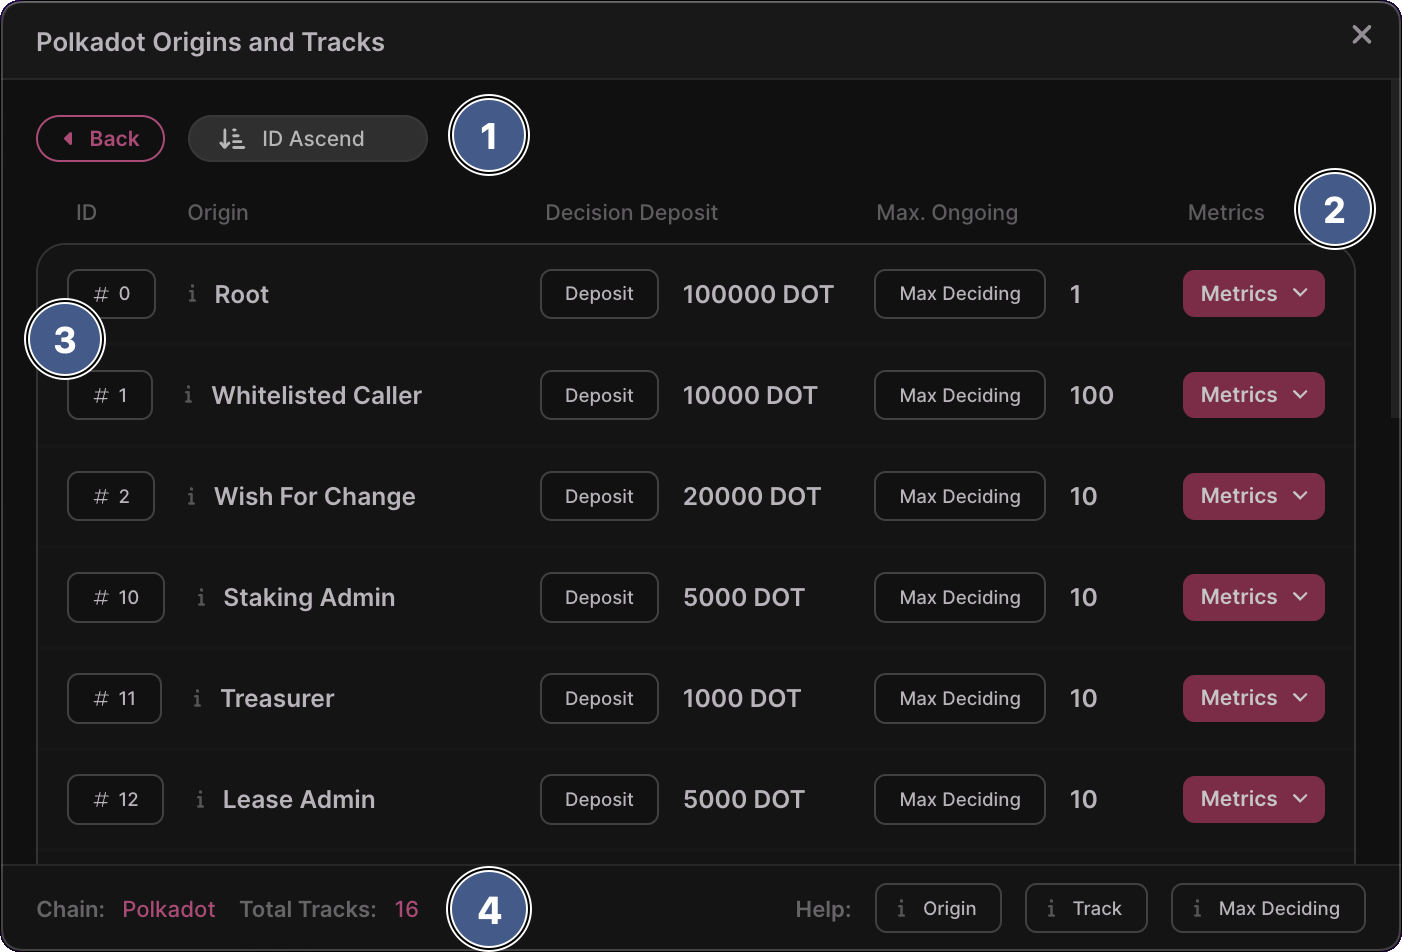 Polkadot Origins and Tracks
Back ID Ascend 1
ID Origin Decision Deposit Max. Ongoing Metrics 2
# 0 i Root Deposit 100000 DOT Max Deciding 1 Metrics
3
# 1 i Whitelisted Caller Deposit 10000 DOT Max Deciding 100 Metrics
# 2 i Wish For Change Deposit 20000 DOT Max Deciding 10 Metrics
# 10 i Staking Admin Deposit 5000 DOT Max Deciding 10 Metrics
# 11 i Treasurer Deposit 1000 DOT Max Deciding 10 Metrics
# 12 i Lease Admin Deposit 5000 DOT Max Deciding 10 Metrics
Chain: Polkadot Total Tracks: 16 4 Help: i Origin i Track i Max Deciding